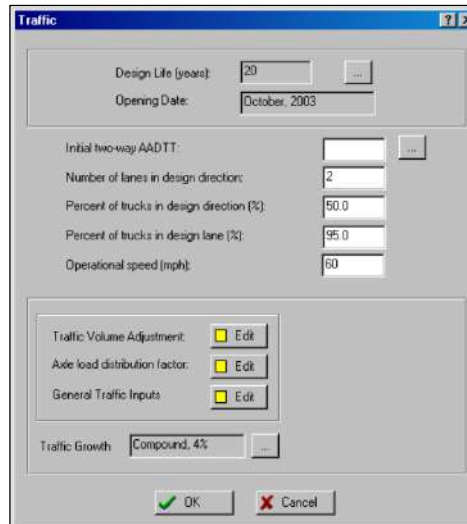 Traffic
Design Life (years): 20 ...
Opening Date: October, 2003
Initial two-way AADTT: ...
Number of lanes in design direction: 2
Percent of trucks in design direction (%): 50.0
Percent of trucks in design lane (%): 95.0
Operational speed (mph): 60
Traffic Volume Adjustment: Edit
Axle load distribution factor: Edit
General Traffic Inputs Edit
Traffic Growth Compound, 4% ...
OK Cancel